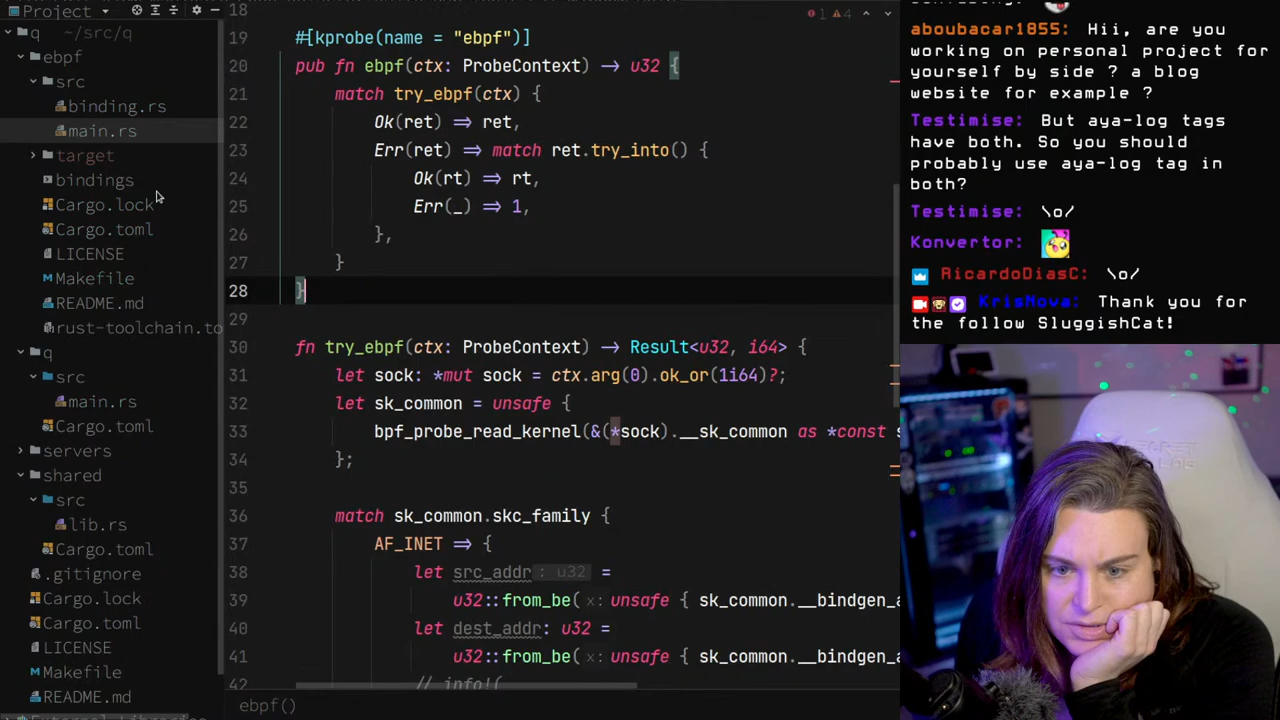 Project
q ~/src/q
ebpf
src
binding.rs
main.rs
target
bindings
Cargo.lock
Cargo.toml
LICENSE
Makefile
README.md
rust-toolchain.to
q
src
main.rs
Cargo.toml
servers
shared
src
lib.rs
Cargo.toml
.gitignore
Cargo.lock
Cargo.toml
LICENSE
Makefile
README.md
External Libraries
18
1 4
19 #[kprobe(name = "ebpf")]
20 pub fn ebpf(ctx: ProbeContext) → u32 {
21 match try_ebpf(ctx) {
22 Ok(ret) ⇒ ret,
23 Err(ret) ⇒ match ret.try_into() {
24 Ok(rt) ⇒ rt,
25 Err(_) ⇒ 1,
26 },
27 }
28 }
29
30 fn try_ebpf(ctx: ProbeContext) → Result<u32, i64> {
31 let sock: *mut sock = ctx.arg(0).ok_or(1i64)?;
32 let sk_common = unsafe {
33 bpf_probe_read_kernel(&(*sock).__sk_common as *const s
34 };
35
36 match sk_common.skc_family {
37 AF_INET ⇒ {
38 let src_addr : u32 =
39 u32::from_be( x: unsafe { sk_common.__bindgen_a
40 let dest_addr: u32 =
41 u32::from_be( x: unsafe { sk_common.__bindgen_a
42 // info!(
ebpf()
aboubacar1855: Hii, are you
working on personal project for
yourself by side ? a blog
website for example ?
Testimise: But aya-log tags
have both. So you should
probably use aya-log tag in
both?
Testimise: \o/
Konvertor:
RicardoDiasC: \o/
KrisNova: Thank you for
the follow SluggishCat!